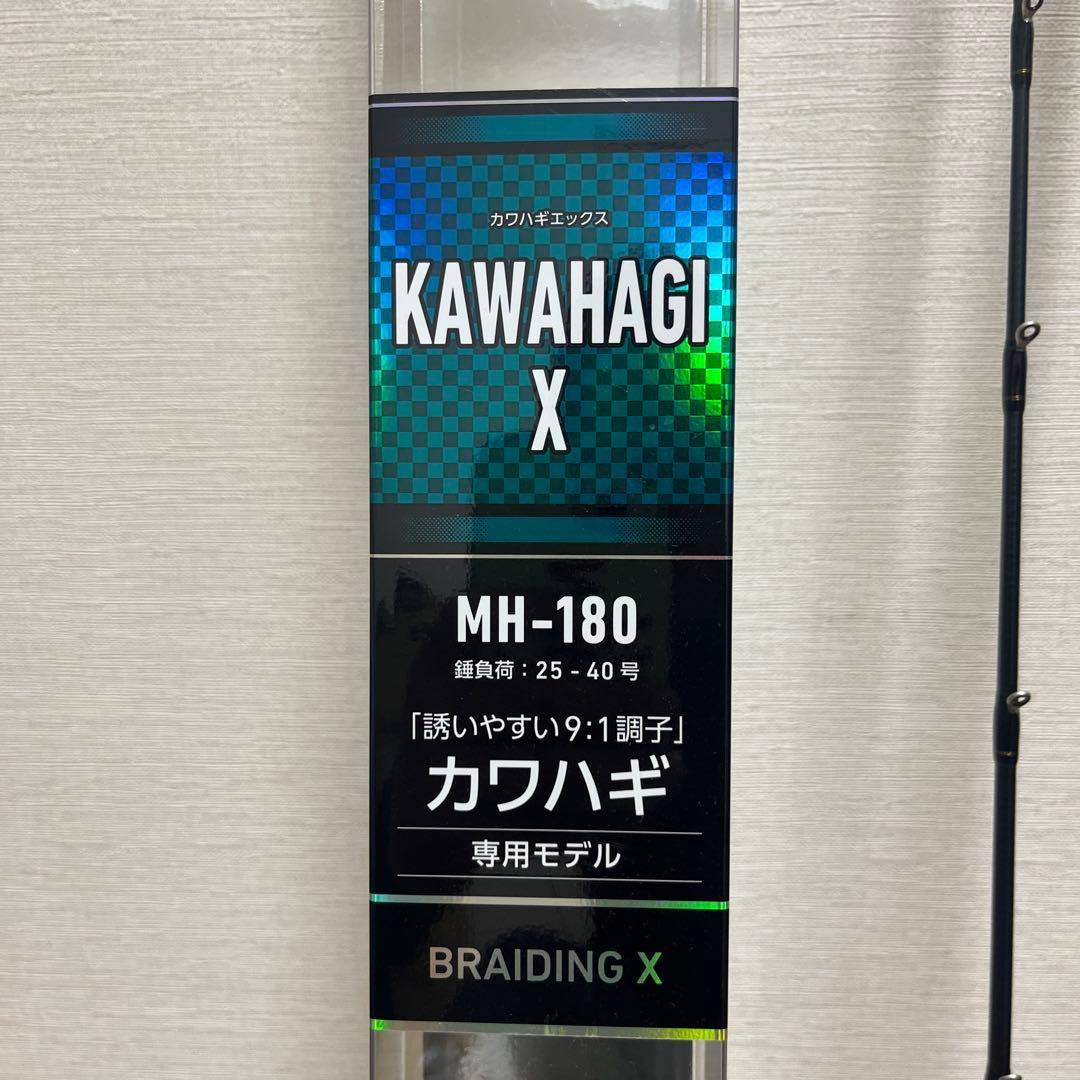 カワハギエックス
KAWAHAGI
X
MH-180
錘負荷：25 - 40 号
「誘いやすい9:1調子」
カワハギ
専用モデル
BRAIDING X